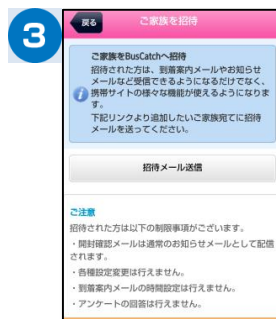 3
戻る
ご家族を招待
ご家族をBusCatchへ招待
招待された方は、到着案内メールやお知らせ
メールなど受信できるようになるだけでなく、
携帯サイトの様々な機能が使えるようになりま
す。
下記リンクより追加したいご家族宛てに招待
メールを送ってください。
招待メール送信
ご注意
招待された方は以下の制限事項がございます。
・開封確認メールは通常のお知らせメールとして配信
されます。
・各種設定変更は行えません。
・到着案内メールの時間設定は行えません。
・アンケートの回答は行えません。